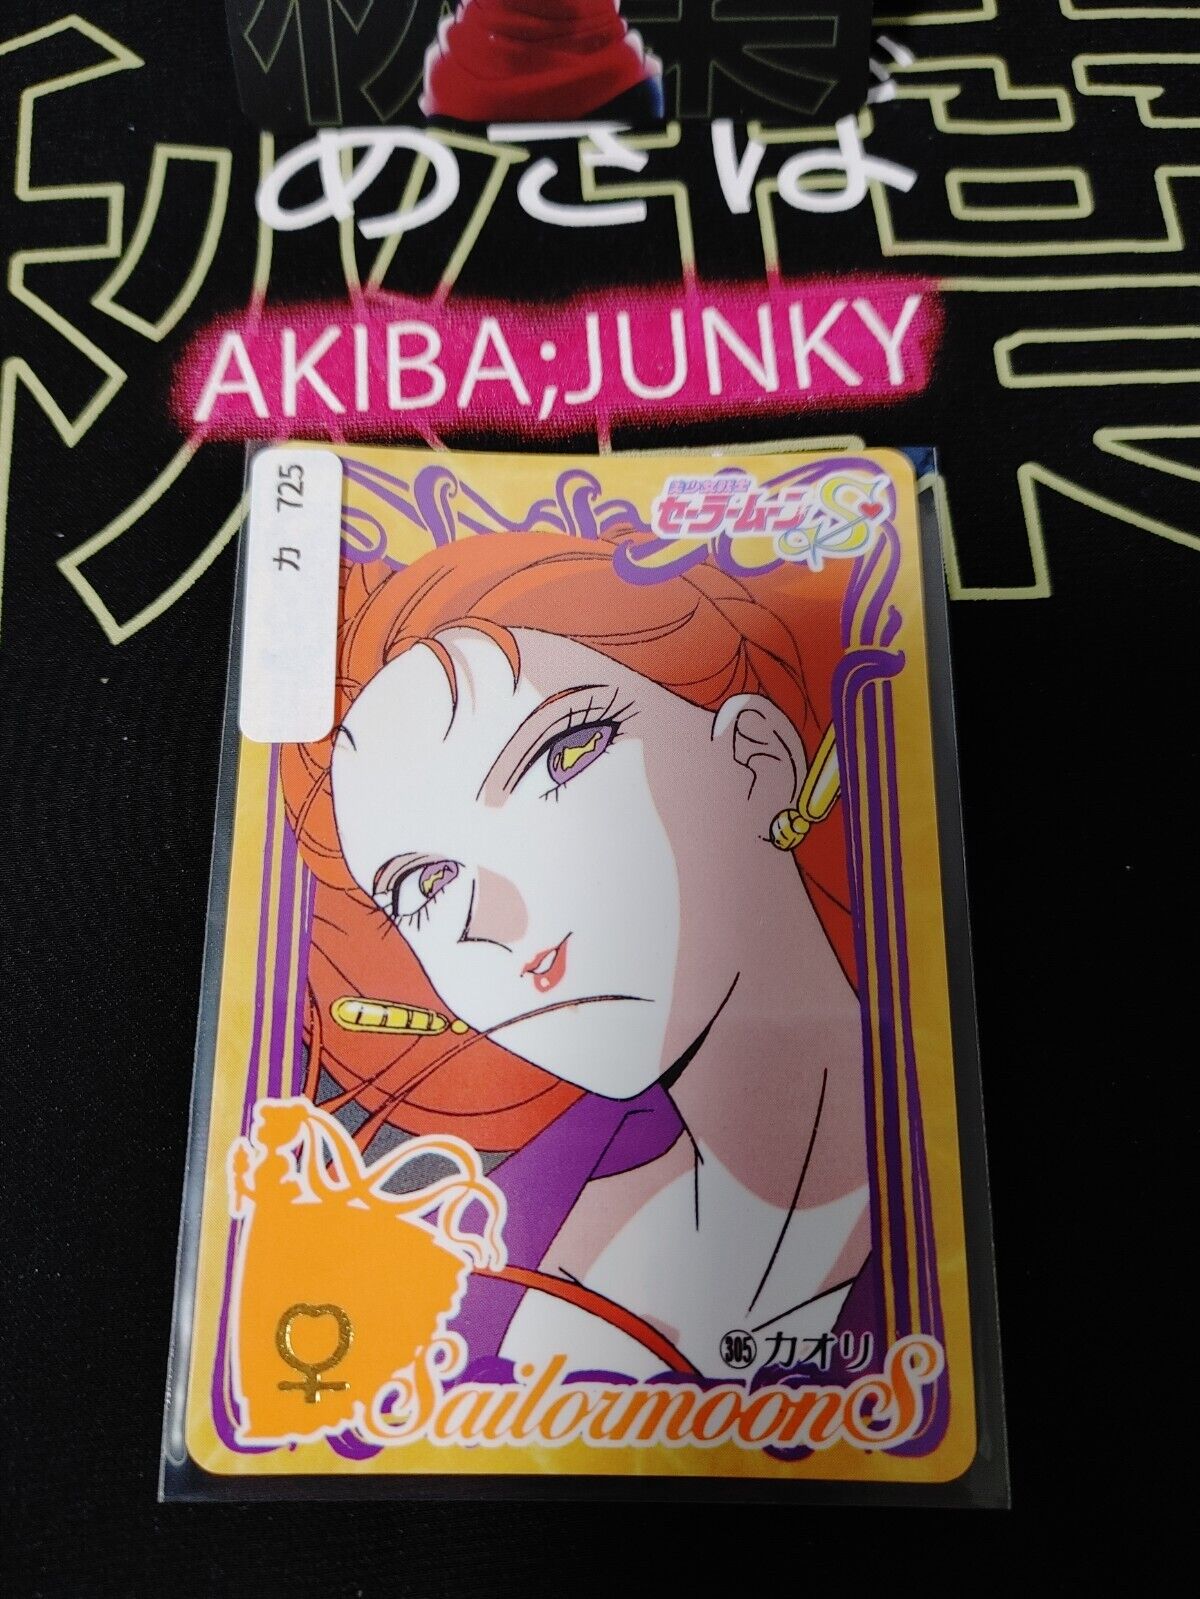 めざせ
AKIBA;JUNKY
カ 725
美少女戦士
セーラームーンS
305 カオリ
SailormoonS